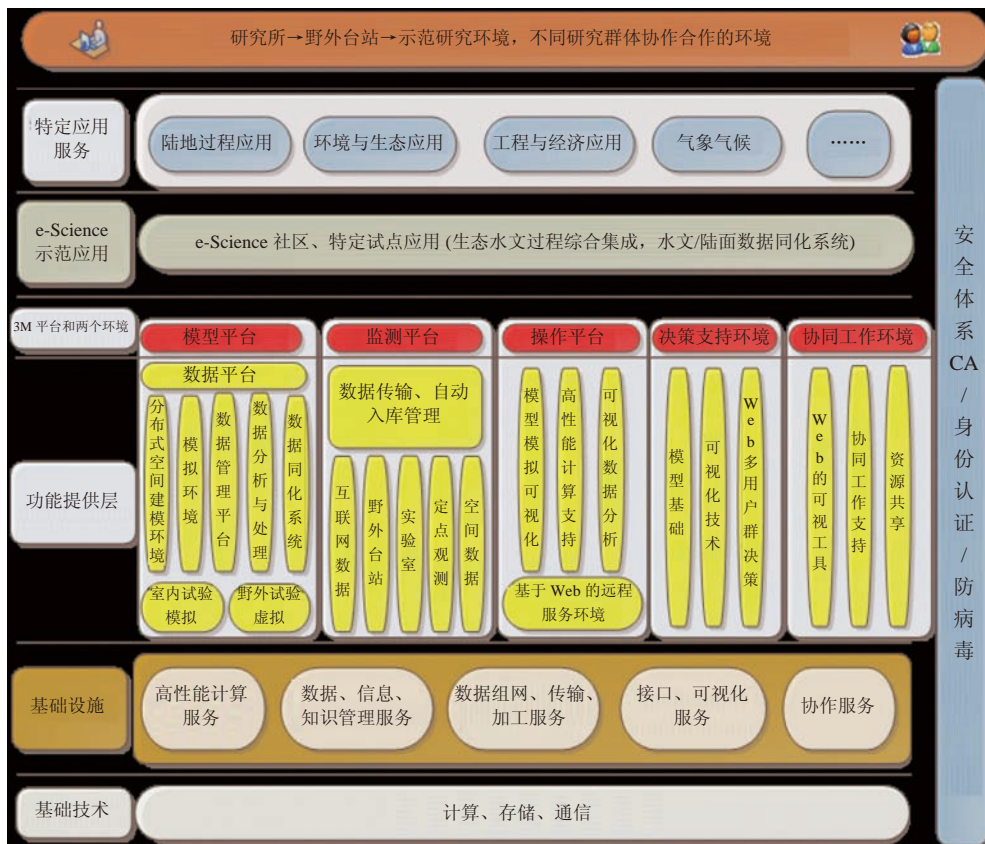 研究所→野外台站→示范研究环境，不同研究群体协作合作的环境
特定应用
服务
陆地过程应用
环境与生态应用
工程与经济应用
气象气候
……
e-Science
示范应用
e-Science 社区、特定试点应用 (生态水文过程综合集成，水文/陆面数据同化系统)
3M 平台和两个环境
模型平台
监测平台
操作平台
决策支持环境
协同工作环境
功能提供层
数据平台
分布式空间建模环境
模拟环境
数据管理平台
数据分析与处理
数据同化系统
室内试验
模拟
野外试验
虚拟
数据传输、自动
入库管理
互联网数据
野外台站
实验室
定点观测
空间数据
模型模拟可视化
高性能计算支持
可视化数据分析
基于 Web 的远程
服务环境
模型基础
可视化技术
Web多用户群决策
Web的可视工具
协同工作支持
资源共享
基础设施
高性能计算
服务
数据、信息、
知识管理服务
数据组网、传输、
加工服务
接口、可视化
服务
协作服务
基础技术
计算、存储、通信
安全体系CA/身份认证/防病毒